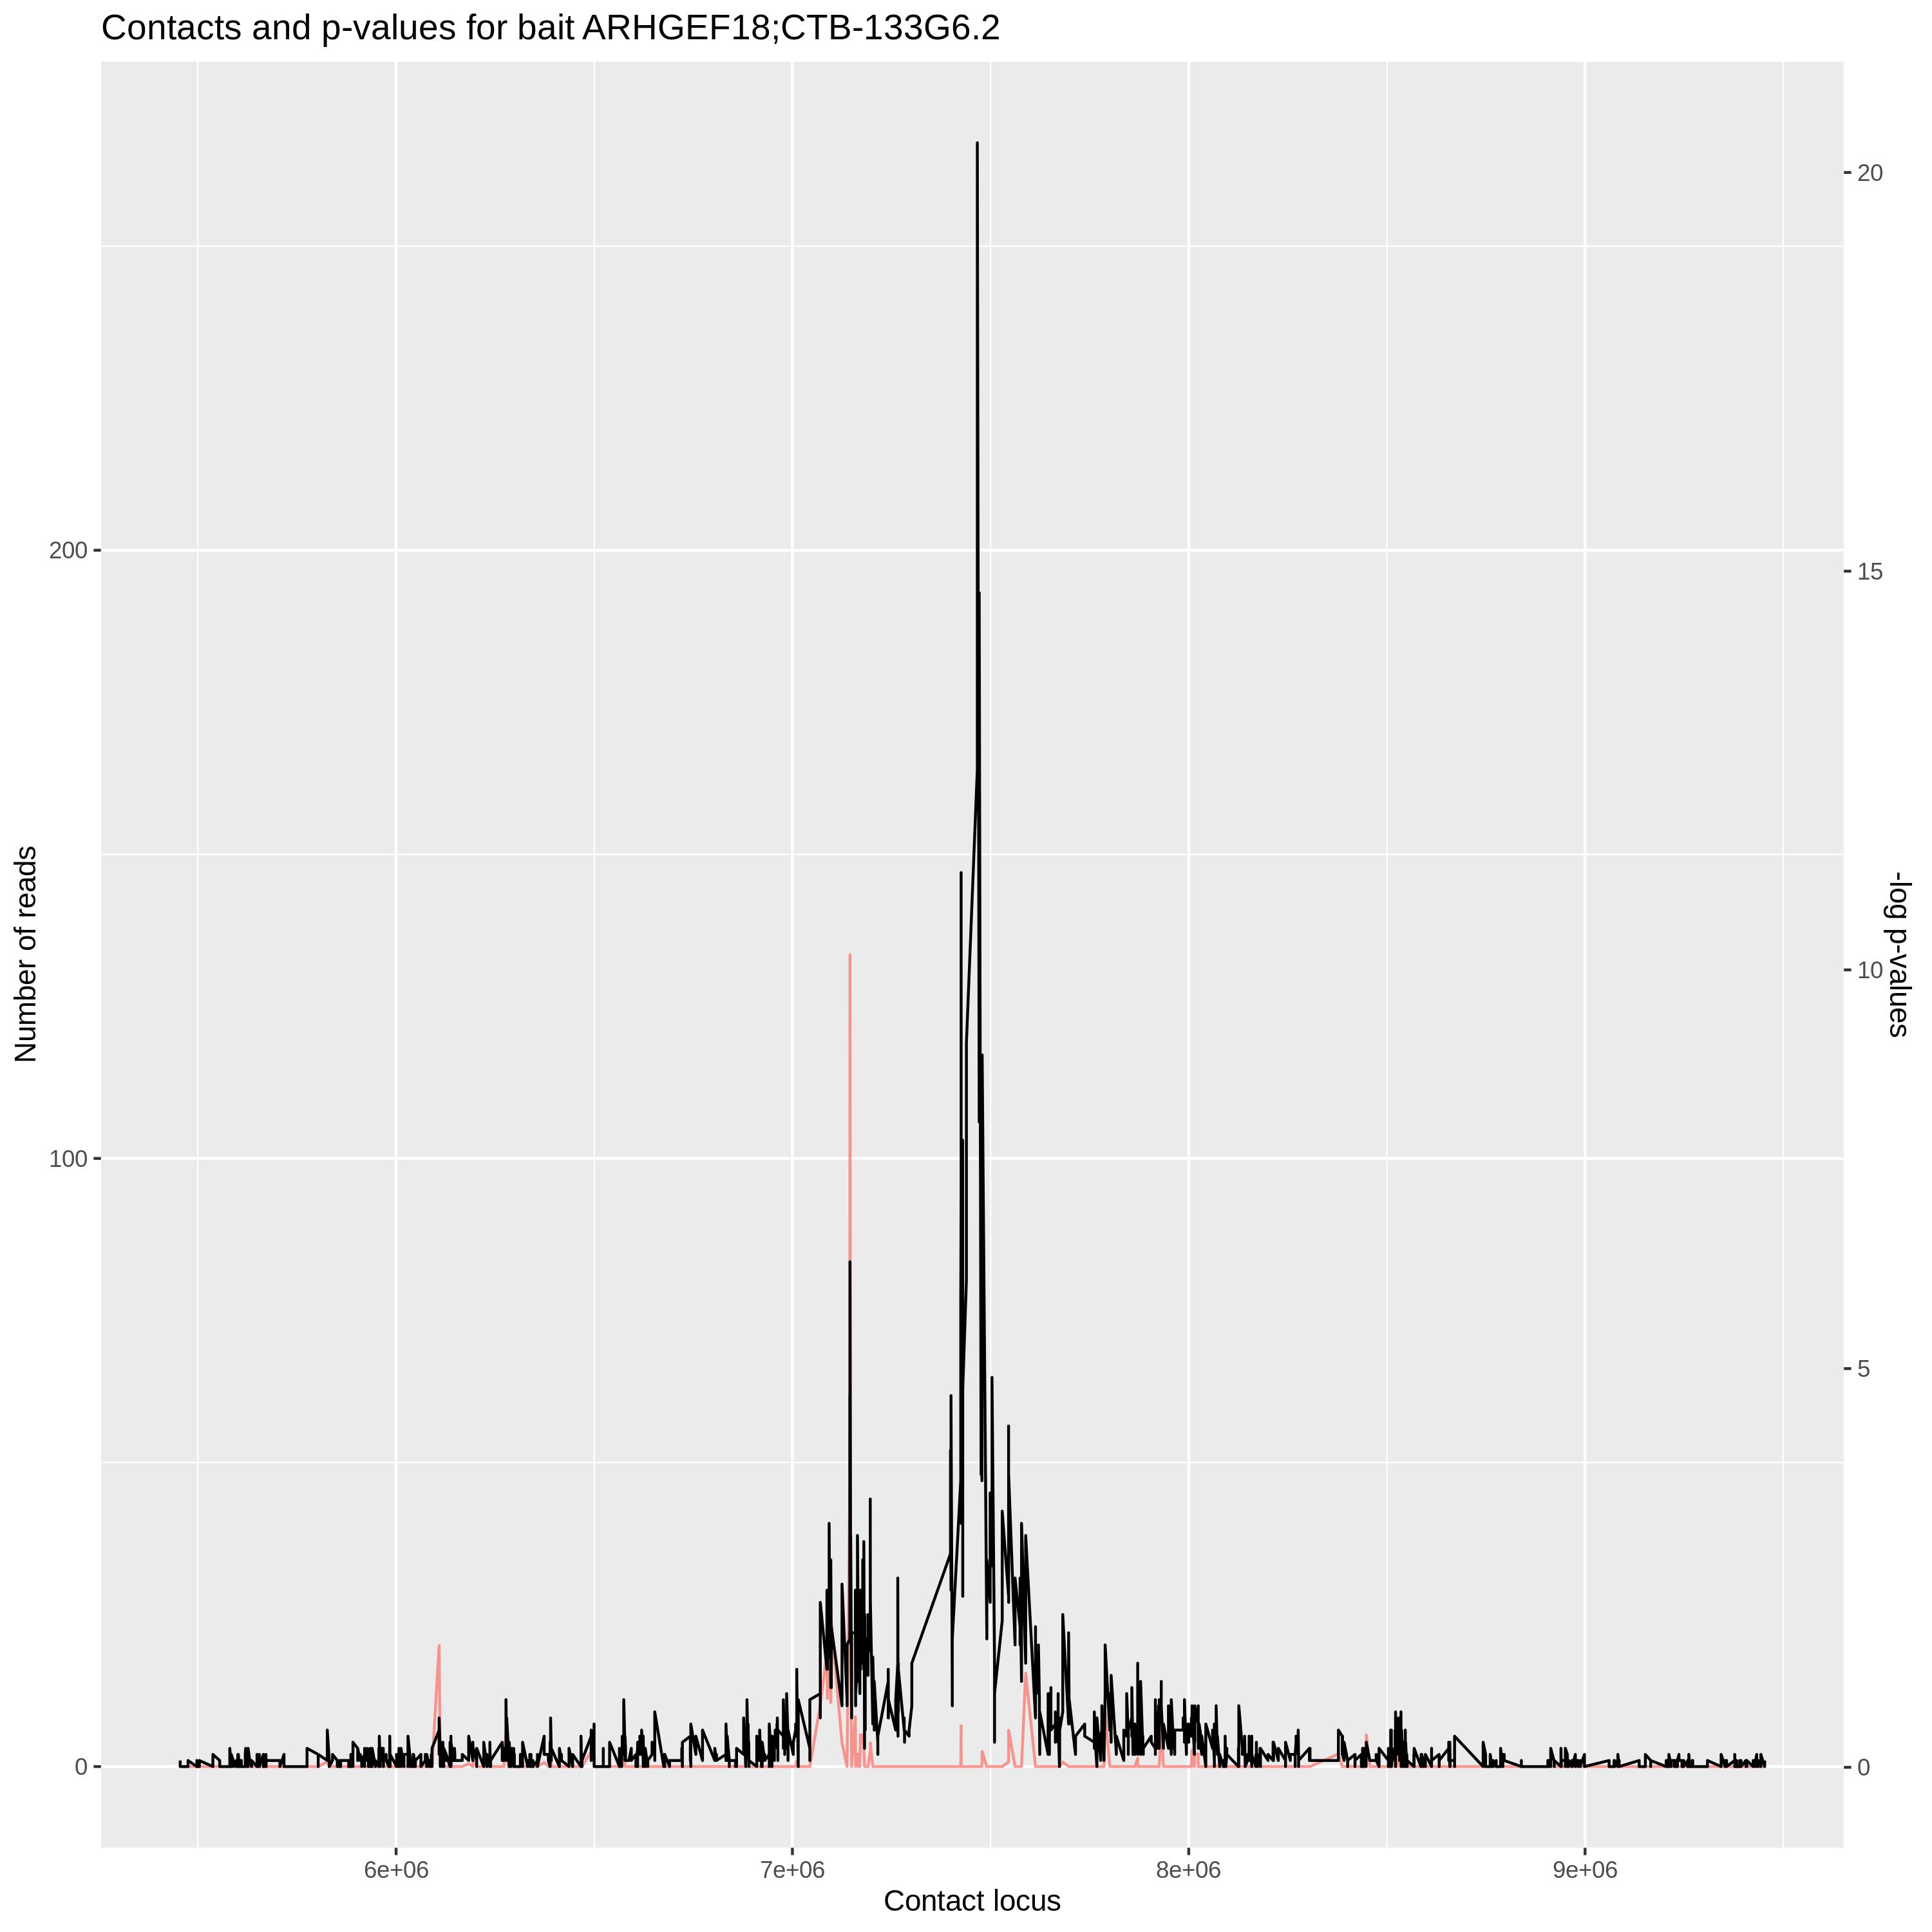 Contacts and p-values for bait ARHGEF18;CTB-133G6.2
Number of reads
200
100
0
20
15
10
5
0
-log p-values
6e+06
7e+06
8e+06
9e+06
Contact locus